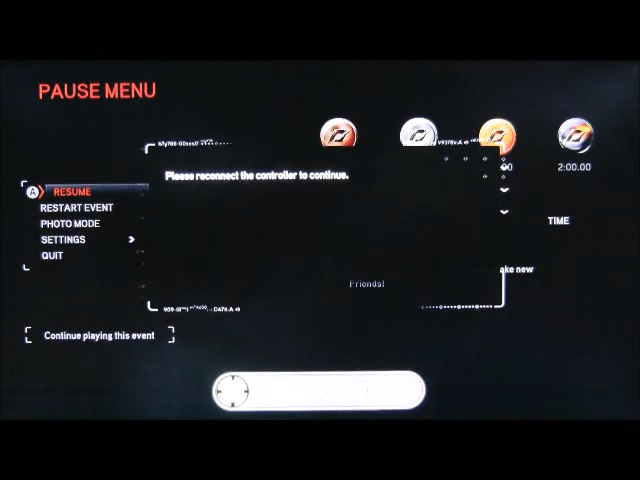 PAUSE MENU
2:00.00
Please reconnect the controller to continue.
A RESUME
RESTART EVENT
PHOTO MODE
SETTINGS
QUIT
TIME
ake new
Friends!
Continue playing this event